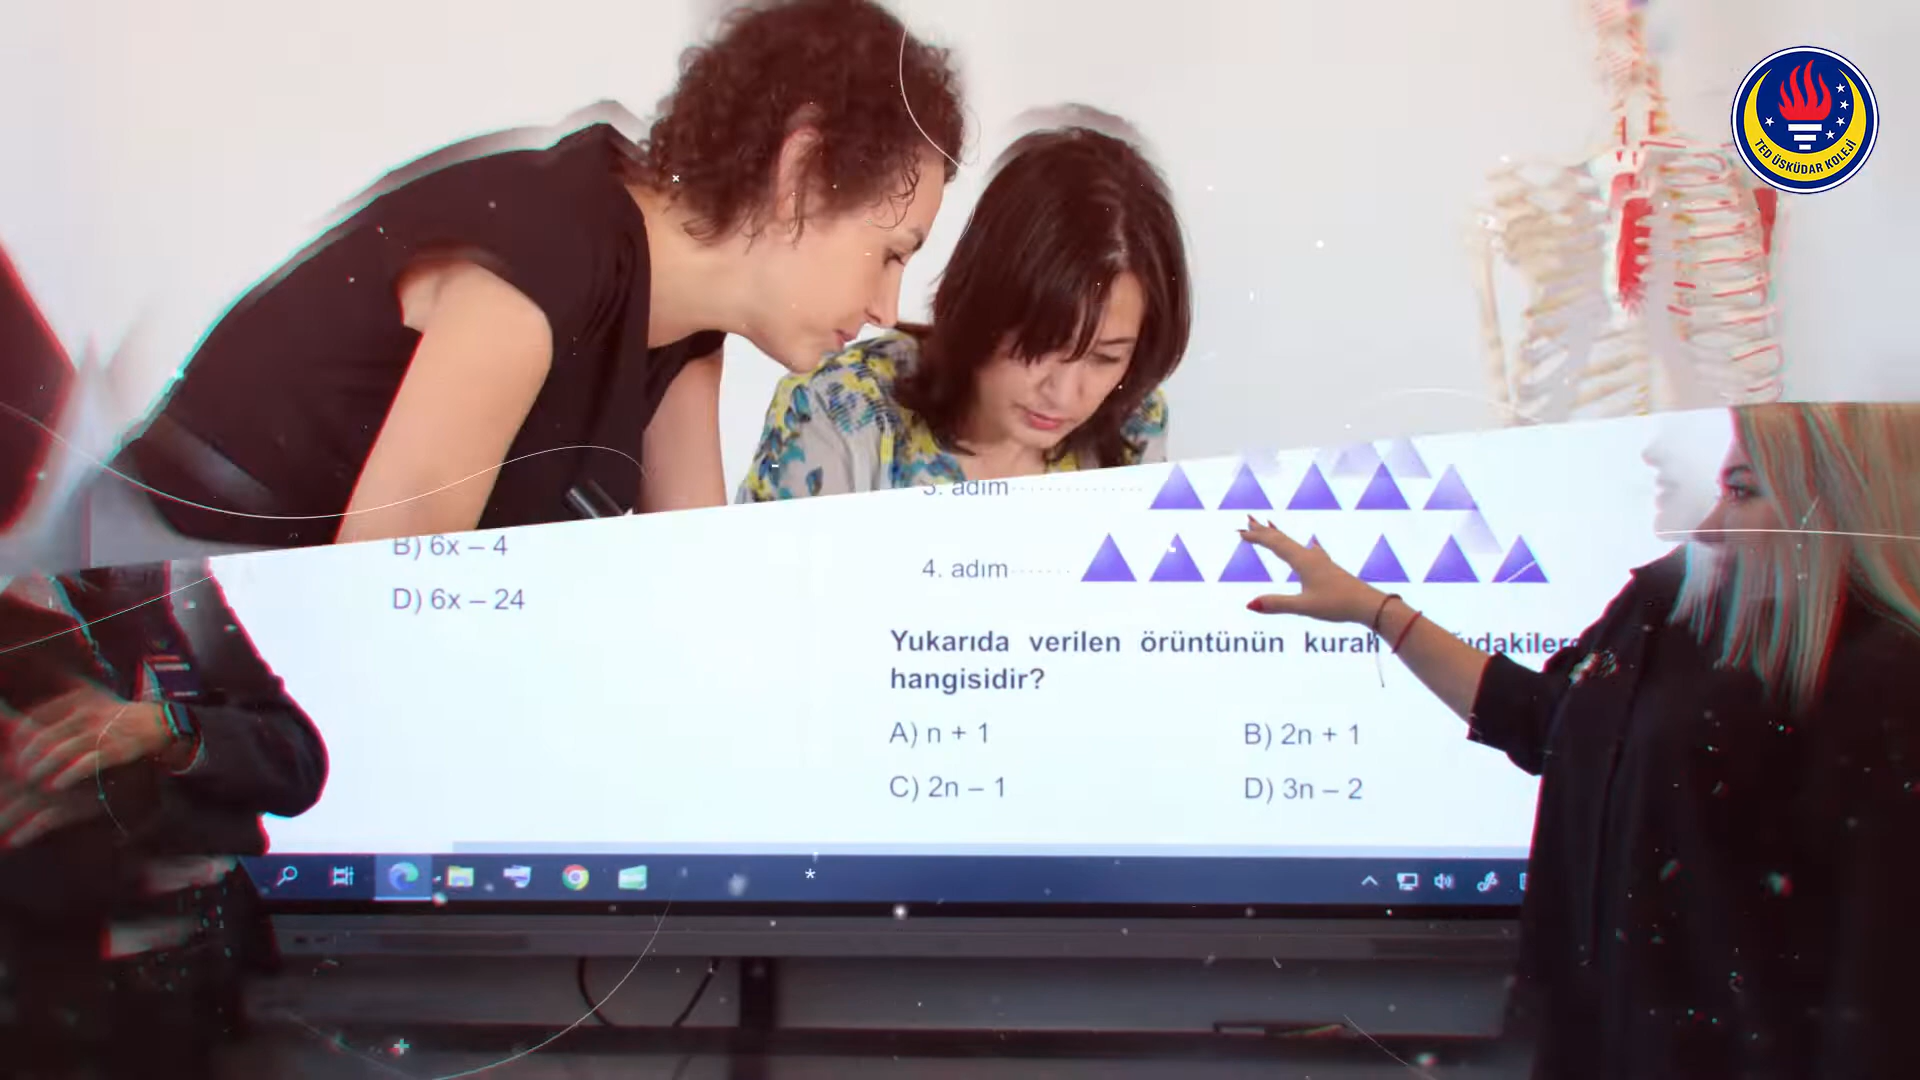 TED ÜSKÜDAR KOLEJİ
3. adım
B) 6x – 4
4. adım
D) 6x – 24
Yukarıda verilen örüntünün kuralı
hangisidir?
A) n + 1
B) 2n + 1
C) 2n – 1
D) 3n – 2